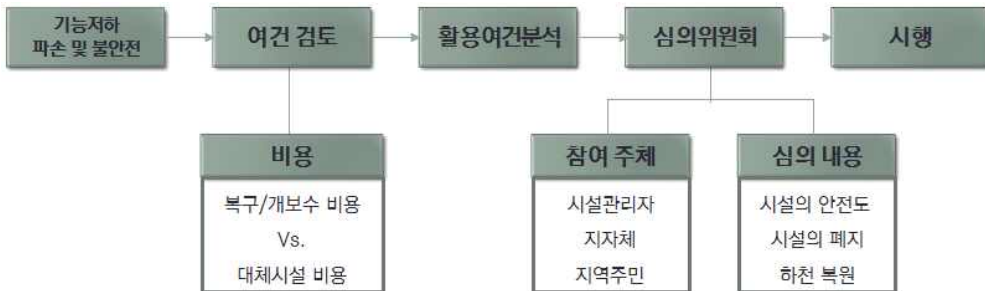 기능저하
파손 및 불안전
여건 검토
활용여건분석
심의위원회
시행
비용
복구/개보수 비용
Vs.
대체시설 비용
참여 주체
시설관리자
지자체
지역주민
심의 내용
시설의 안전도
시설의 폐지
하천 복원